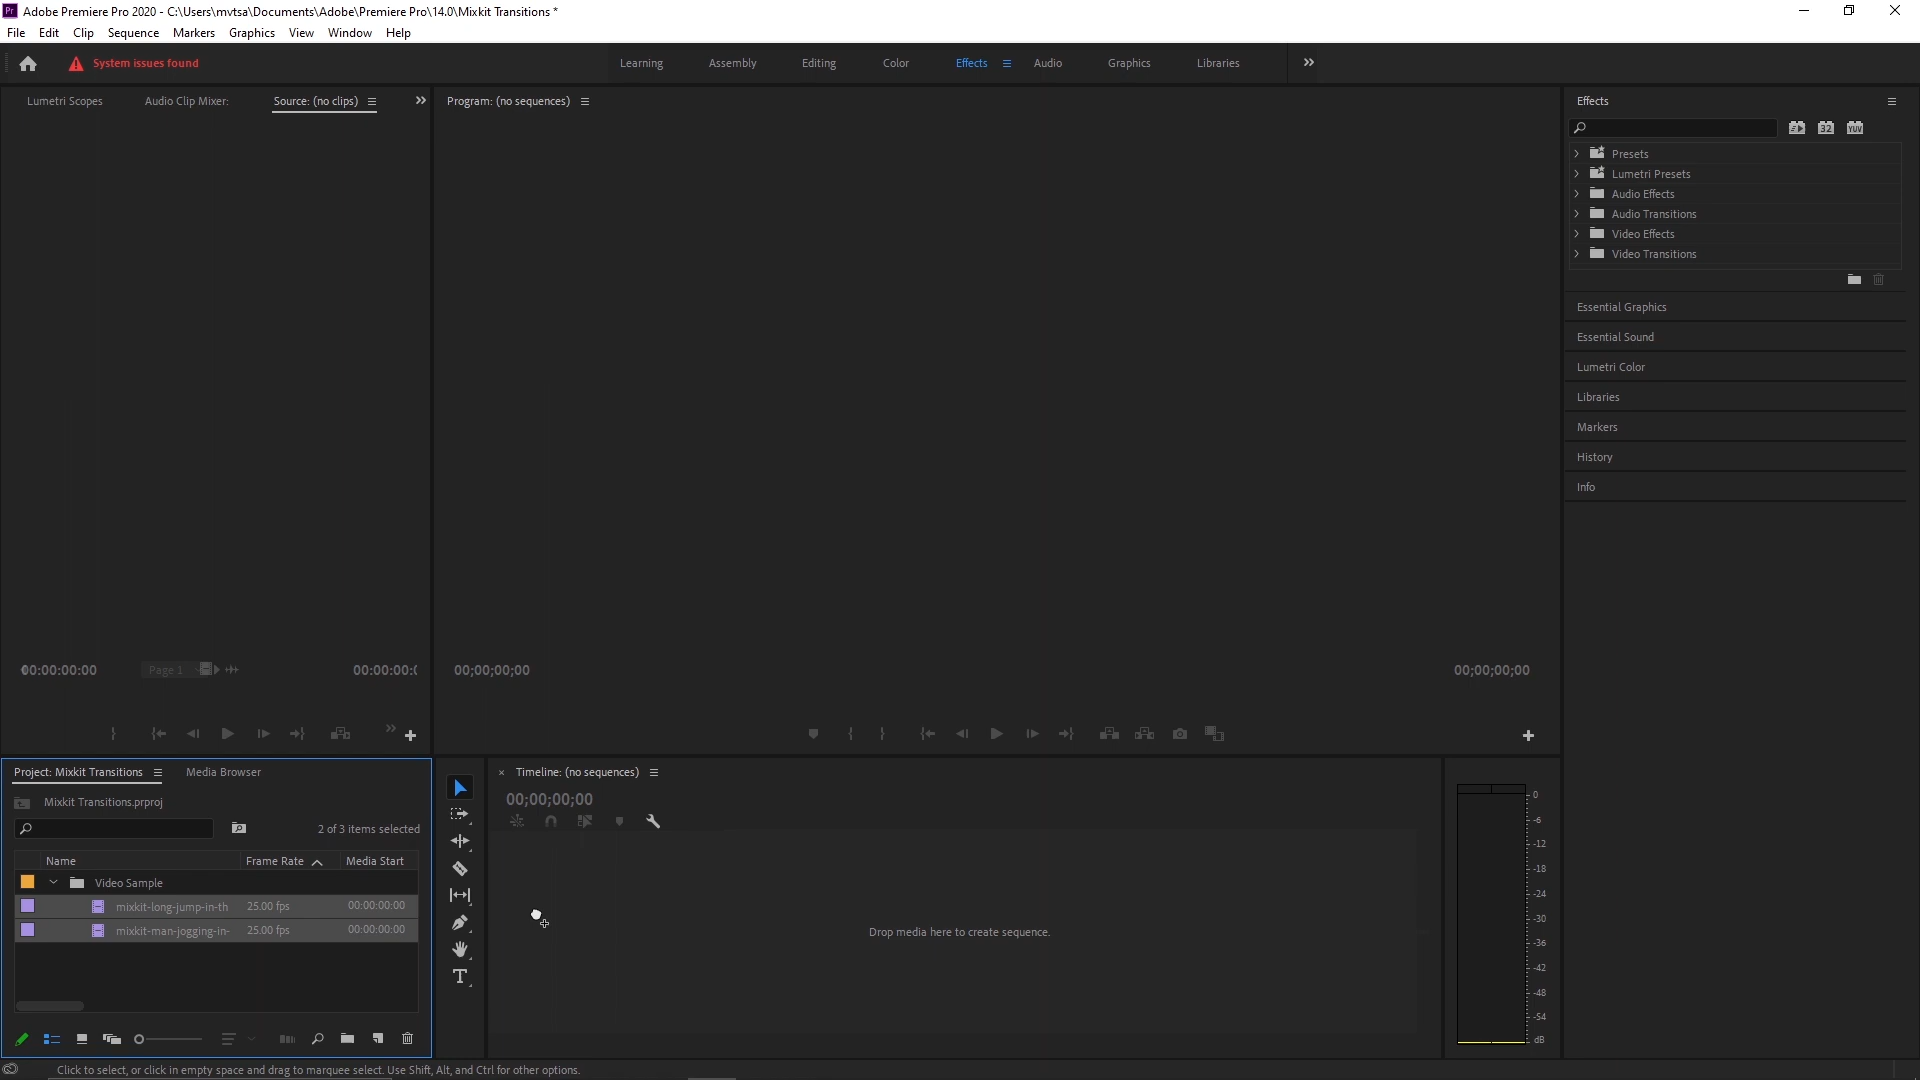 Pr Adobe Premiere Pro 2020 - C:\Users\mvtsa\Documents\Adobe\Premiere Pro\14.0\Mixkit Transitions *
File Edit Clip Sequence Markers Graphics View Window Help
System issues found Learning Assembly Editing Color Effects Audio Graphics Libraries
Lumetri Scopes Audio Clip Mixer: Source: (no clips) Program: (no sequences) Effects
32 YUV
Presets
Lumetri Presets
Audio Effects
Audio Transitions
Video Effects
Video Transitions
Essential Graphics
Essential Sound
Lumetri Color
Libraries
Markers
History
Info
00:00:00:00 Page 1 00:00:00:0 00;00;00;00 00;00;00;00
Project: Mixkit Transitions Media Browser
Mixkit Transitions.prproj
2 of 3 items selected
Name Frame Rate Media Start
Video Sample
mixkit-long-jump-in-th 25.00 fps 00:00:00:00
mixkit-man-jogging-in- 25.00 fps 00:00:00:00
Timeline: (no sequences)
00;00;00;00
Drop media here to create sequence.
T
0
-6
-12
-18
-24
-30
-36
-42
-48
-54
dB
Click to select, or click in empty space and drag to marquee select. Use Shift, Alt, and Ctrl for other options.